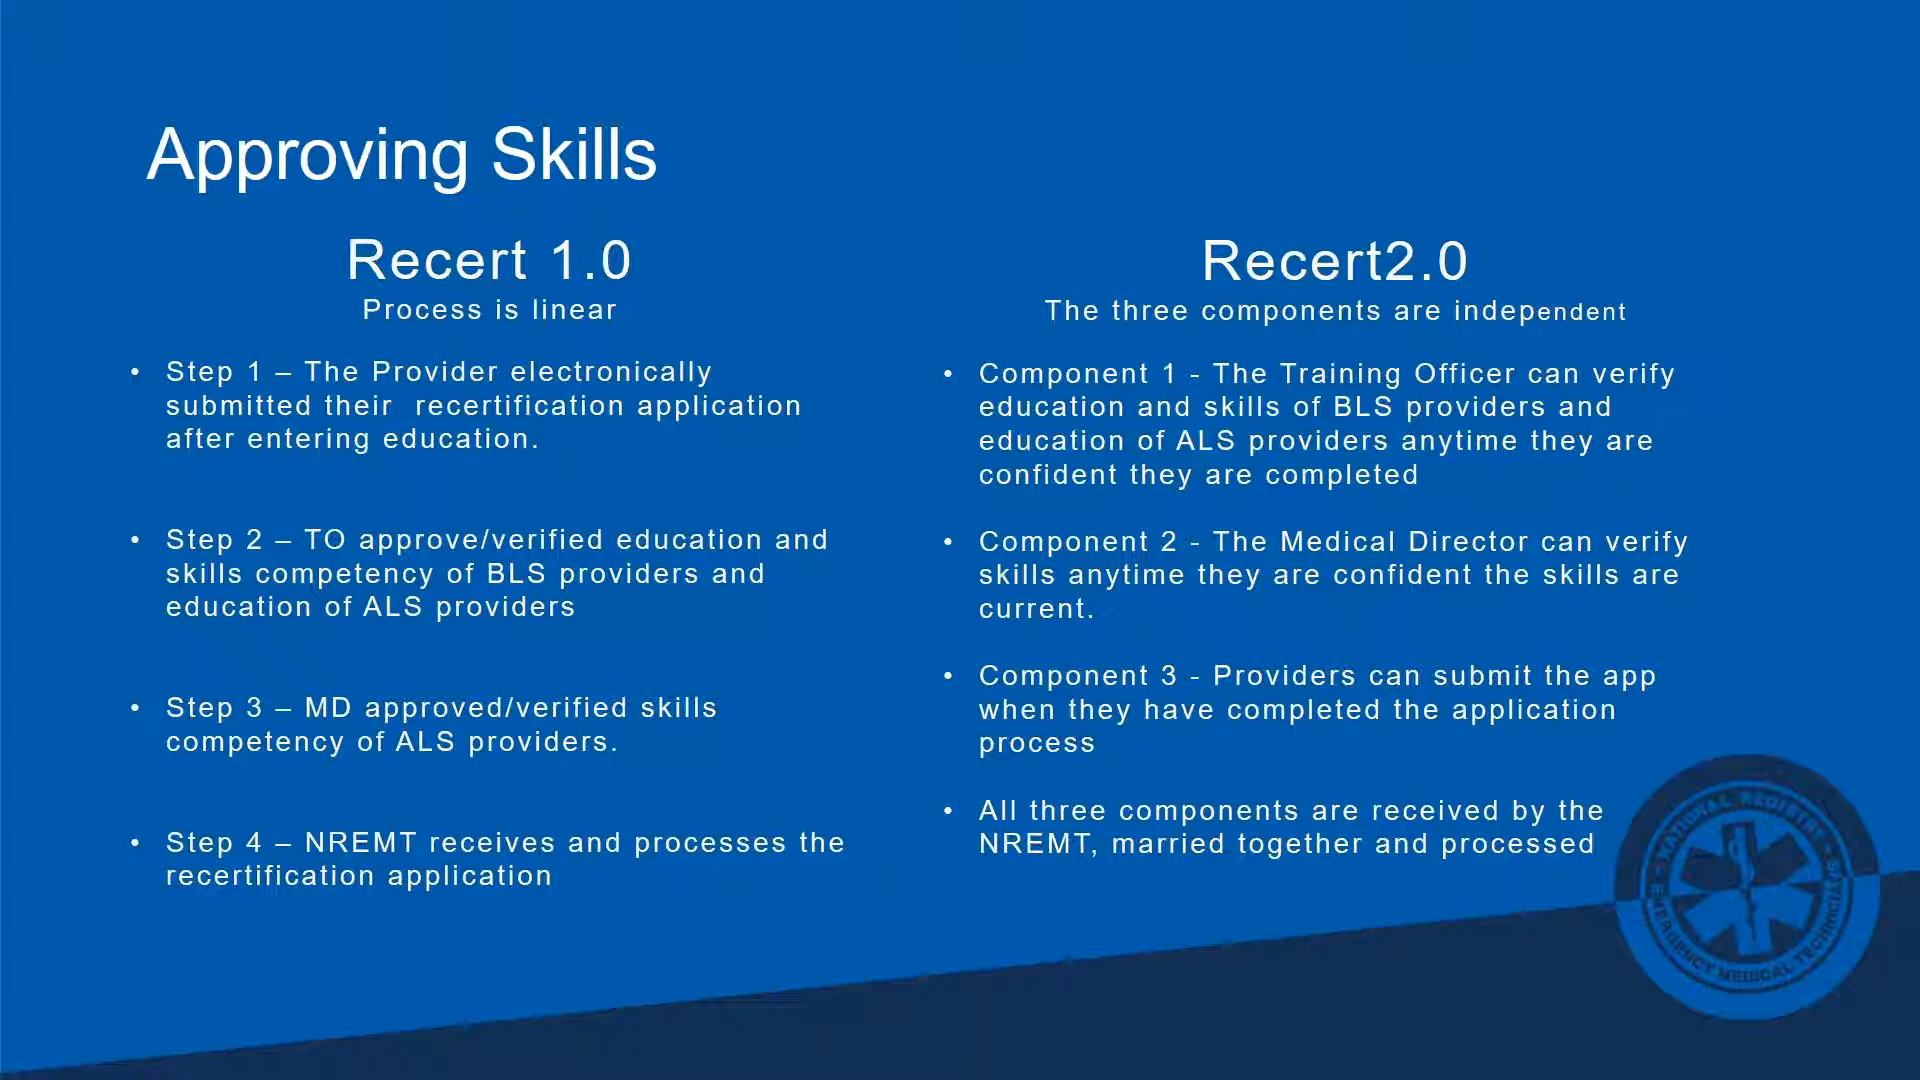 Approving Skills
Recert 1.0
Process is linear
• Step 1 – The Provider electronically
submitted their  recertification application
after entering education.
• Step 2 – TO approve/verified education and
skills competency of BLS providers and
education of ALS providers
• Step 3 – MD approved/verified skills
competency of ALS providers.
• Step 4 – NREMT receives and processes the
recertification application
Recert2.0
The three components are independent
• Component 1 - The Training Officer can verify
education and skills of BLS providers and
education of ALS providers anytime they are
confident they are completed
• Component 2 - The Medical Director can verify
skills anytime they are confident the skills are
current.
• Component 3 - Providers can submit the app
when they have completed the application
process
• All three components are received by the
NREMT, married together and processed
NATIONAL REGISTRY
EMERGENCY MEDICAL TECHNICIANS